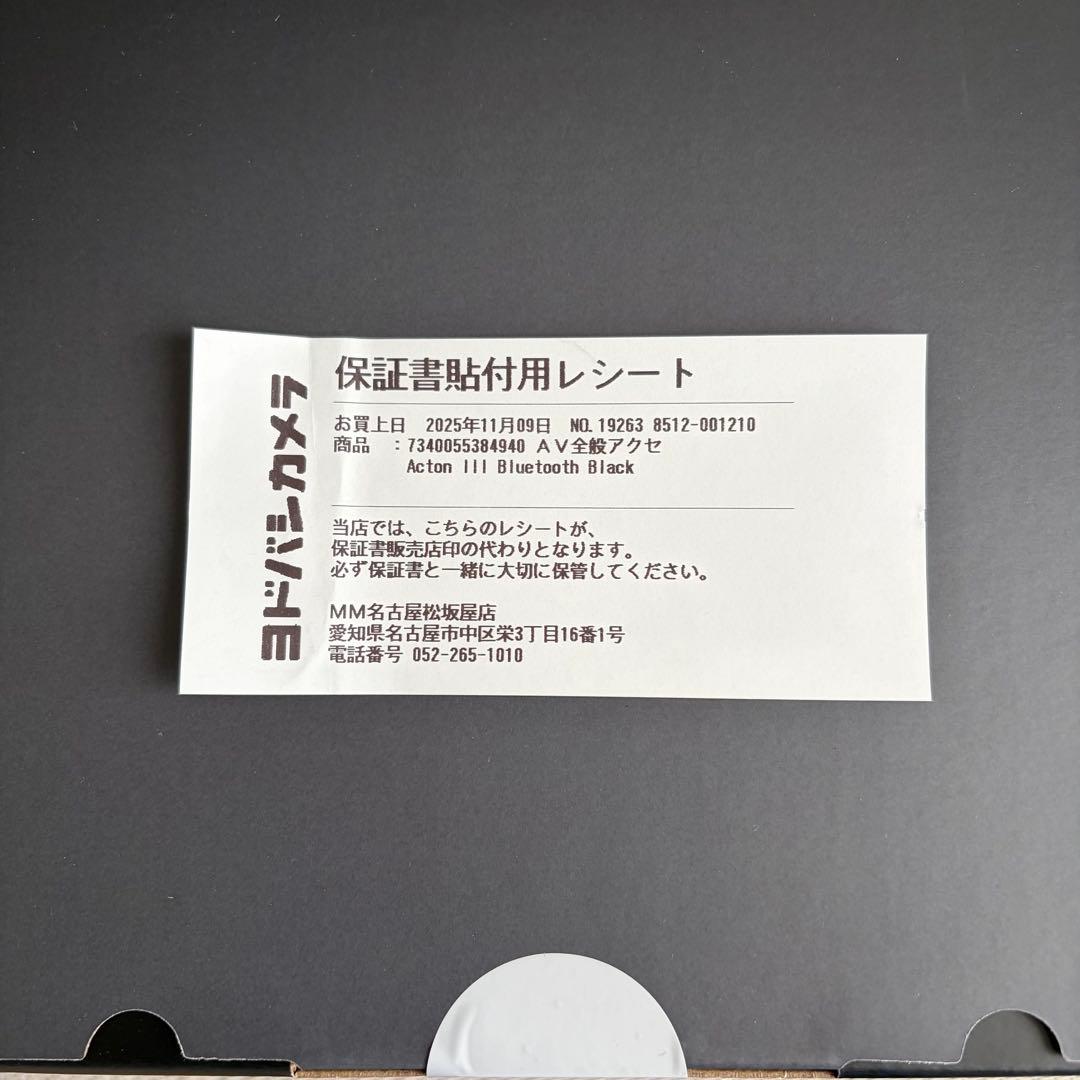 ヨドバシカメラ
保証書貼付用レシート
お買上日 2025年11月09日 NO.19263 8512-001210
商品 :7340055384940 AV全般アクセ
Acton III Bluetooth Black
当店では、こちらのレシートが、
保証書販売店印の代わりとなります。
必ず保証書と一緒に大切に保管してください。
MM名古屋松坂屋店
愛知県名古屋市中区栄3丁目16番1号
電話番号 052-265-1010